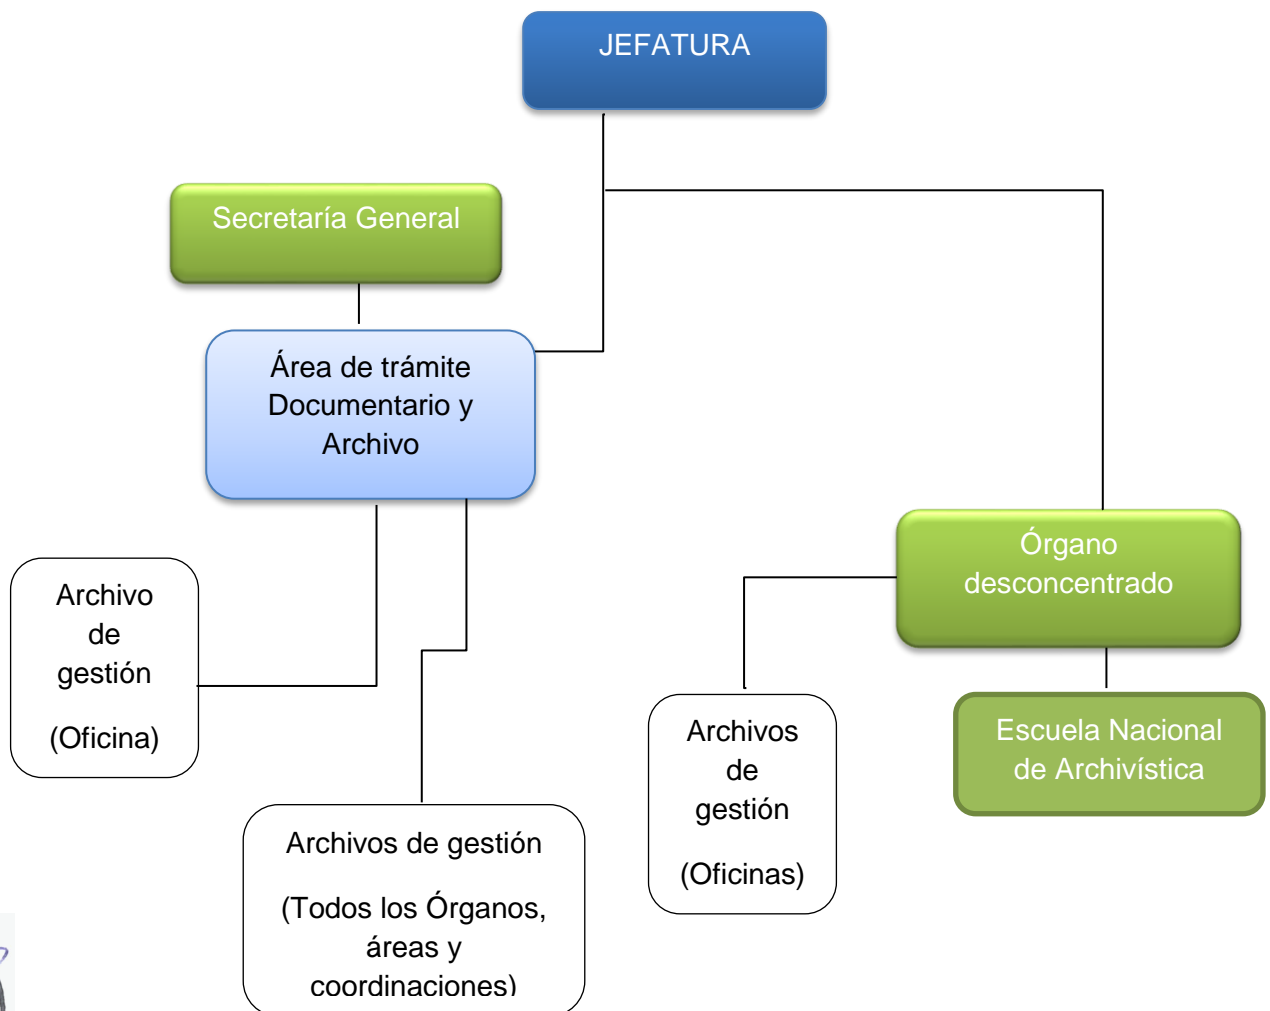 JEFATURA
Secretaría General
Área de trámite
Documentario y
Archivo
Archivo
de
gestión
(Oficina)
Archivos de gestión
(Todos los Órganos,
áreas y
coordinaciones)
Órgano
desconcentrado
Archivos
de
gestión
(Oficinas)
Escuela Nacional
de Archivística